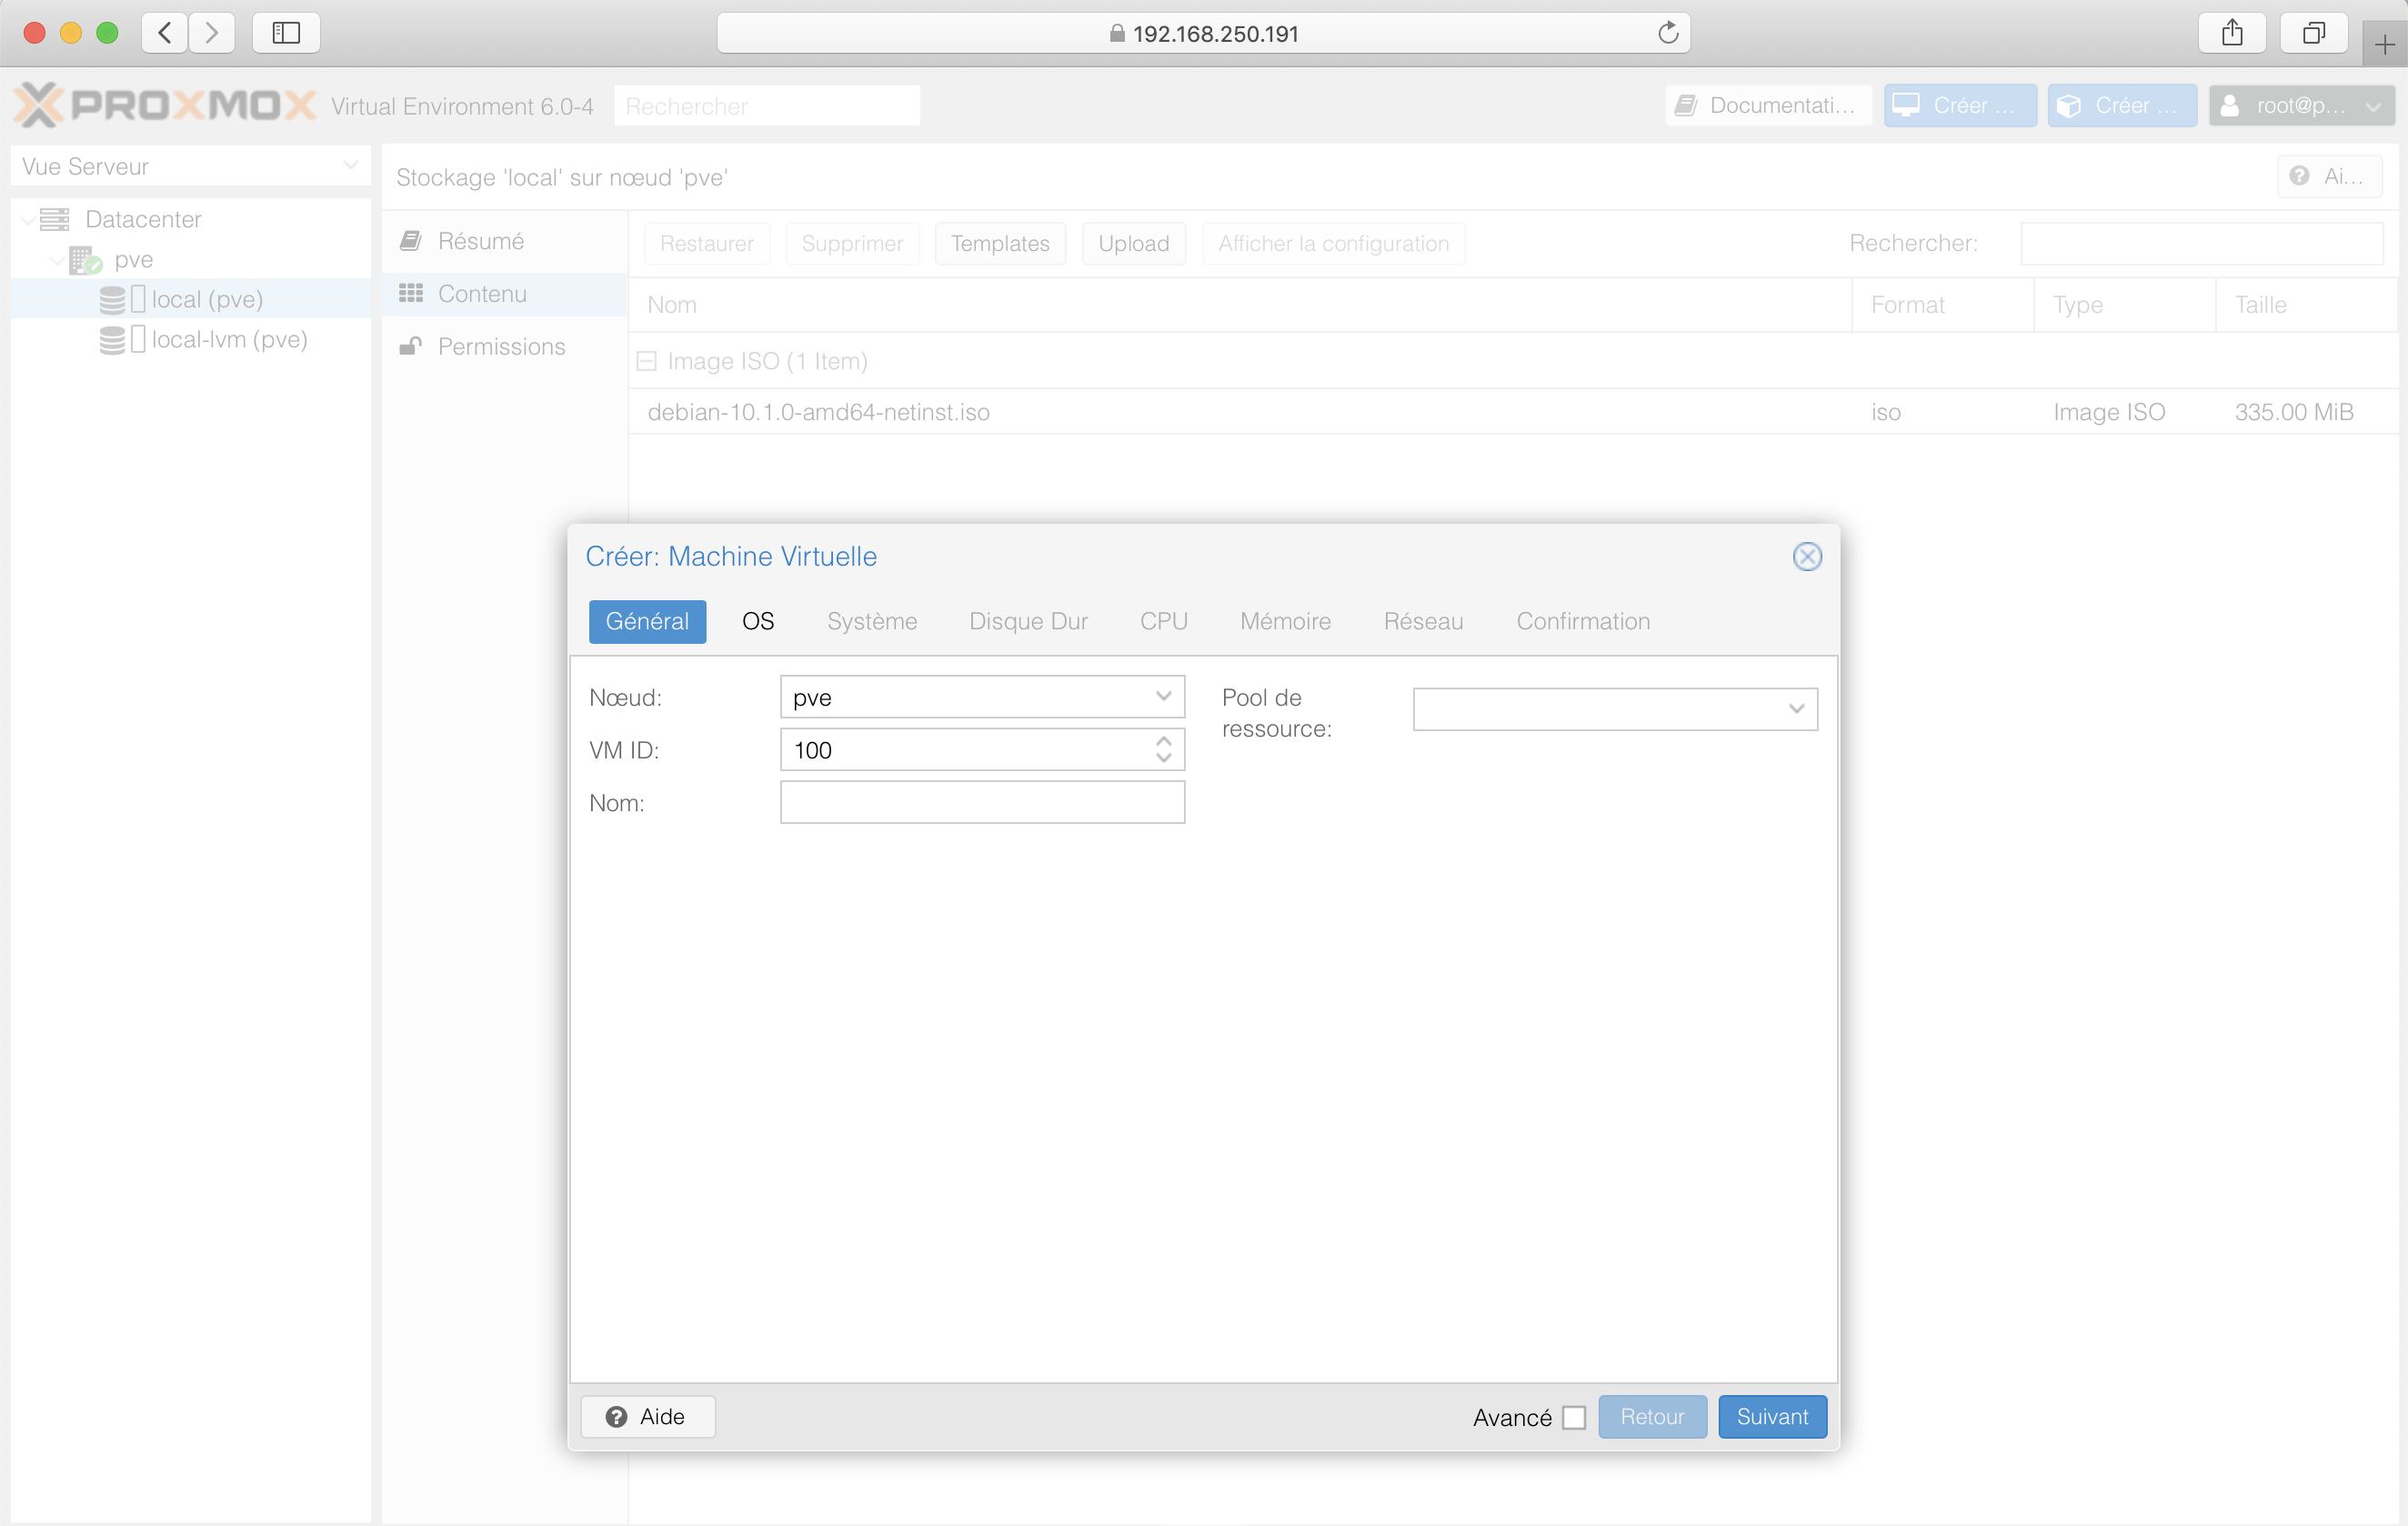 192.168.250.191
PROXMOX Virtual Environment 6.0-4 Rechercher Documentati... Créer ... Créer ... root@p...
Vue Serveur
Stockage 'local' sur nœud 'pve' Ai...
Datacenter
pve
local (pve)
local-lvm (pve)
Résumé
Contenu
Permissions
Restaurer Supprimer Templates Upload Afficher la configuration Rechercher:
Nom Format Type Taille
Image ISO (1 Item)
debian-10.1.0-amd64-netinst.iso iso Image ISO 335.00 MiB
Créer: Machine Virtuelle
Général OS Système Disque Dur CPU Mémoire Réseau Confirmation
Nœud: pve
VM ID: 100
Nom:
Pool de
ressource:
Aide Avancé Retour Suivant